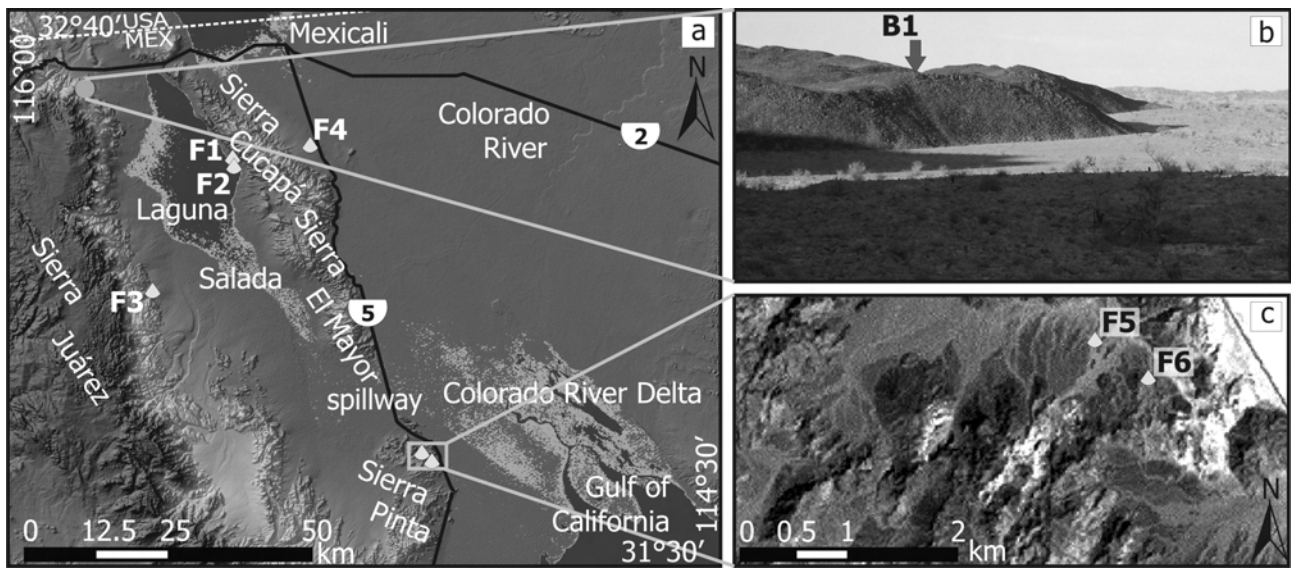 a
32°40′
USA
MEX
116°00′
Mexicali
N
Sierra
Cucapa
F4
Colorado
River
2
F1
F2
Laguna
Salada
Sierra
El Mayor
Sierra
Juárez
F3
5
spillway
Colorado River Delta
Sierra
Pinta
Gulf of
California
114°30′
31°30′
0 12.5 25 50
km
b
B1
c
F5
F6
N
0 0.5 1 2
km